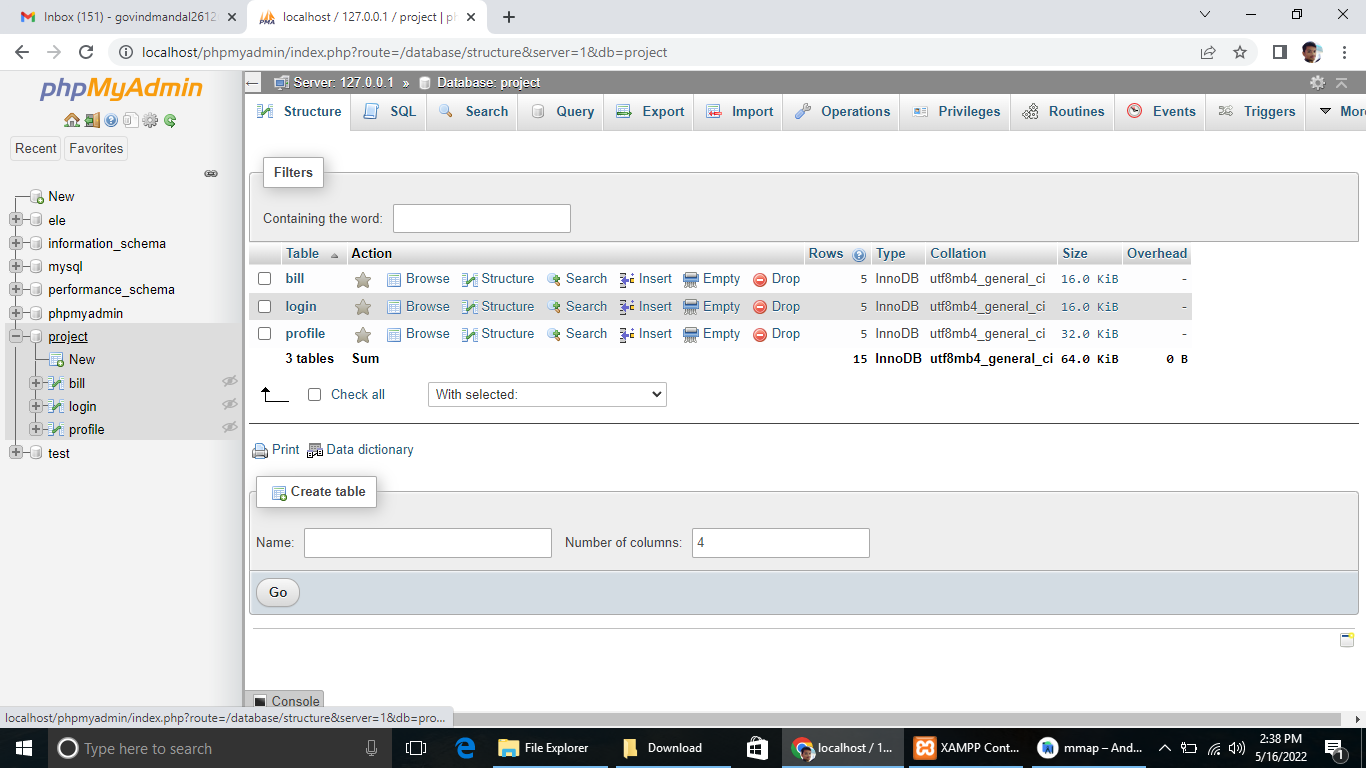 Inbox (151) - govindmandal2612
localhost / 127.0.0.1 / project | ph
localhost/phpmyadmin/index.php?route=/database/structure&server=1&db=project
phpMyAdmin
Recent
Favorites
New
ele
information_schema
mysql
performance_schema
phpmyadmin
project
New
bill
login
profile
test
Server: 127.0.0.1 » Database: project
Structure SQL Search Query Export Import Operations Privileges Routines Events Triggers More
Filters
Containing the word:
Table Action Rows Type Collation Size Overhead
bill Browse Structure Search Insert Empty Drop 5 InnoDB utf8mb4_general_ci 16.0 KiB -
login Browse Structure Search Insert Empty Drop 5 InnoDB utf8mb4_general_ci 16.0 KiB -
profile Browse Structure Search Insert Empty Drop 5 InnoDB utf8mb4_general_ci 32.0 KiB -
3 tables Sum 15 InnoDB utf8mb4_general_ci 64.0 KiB 0 B
Check all With selected:
Print Data dictionary
Create table
Name: Number of columns: 4
Go
Console
localhost/phpmyadmin/index.php?route=/database/structure&server=1&db=pro...
Type here to search
File Explorer
Download
localhost / 1...
XAMPP Cont...
mmap – And...
2:38 PM
5/16/2022
1